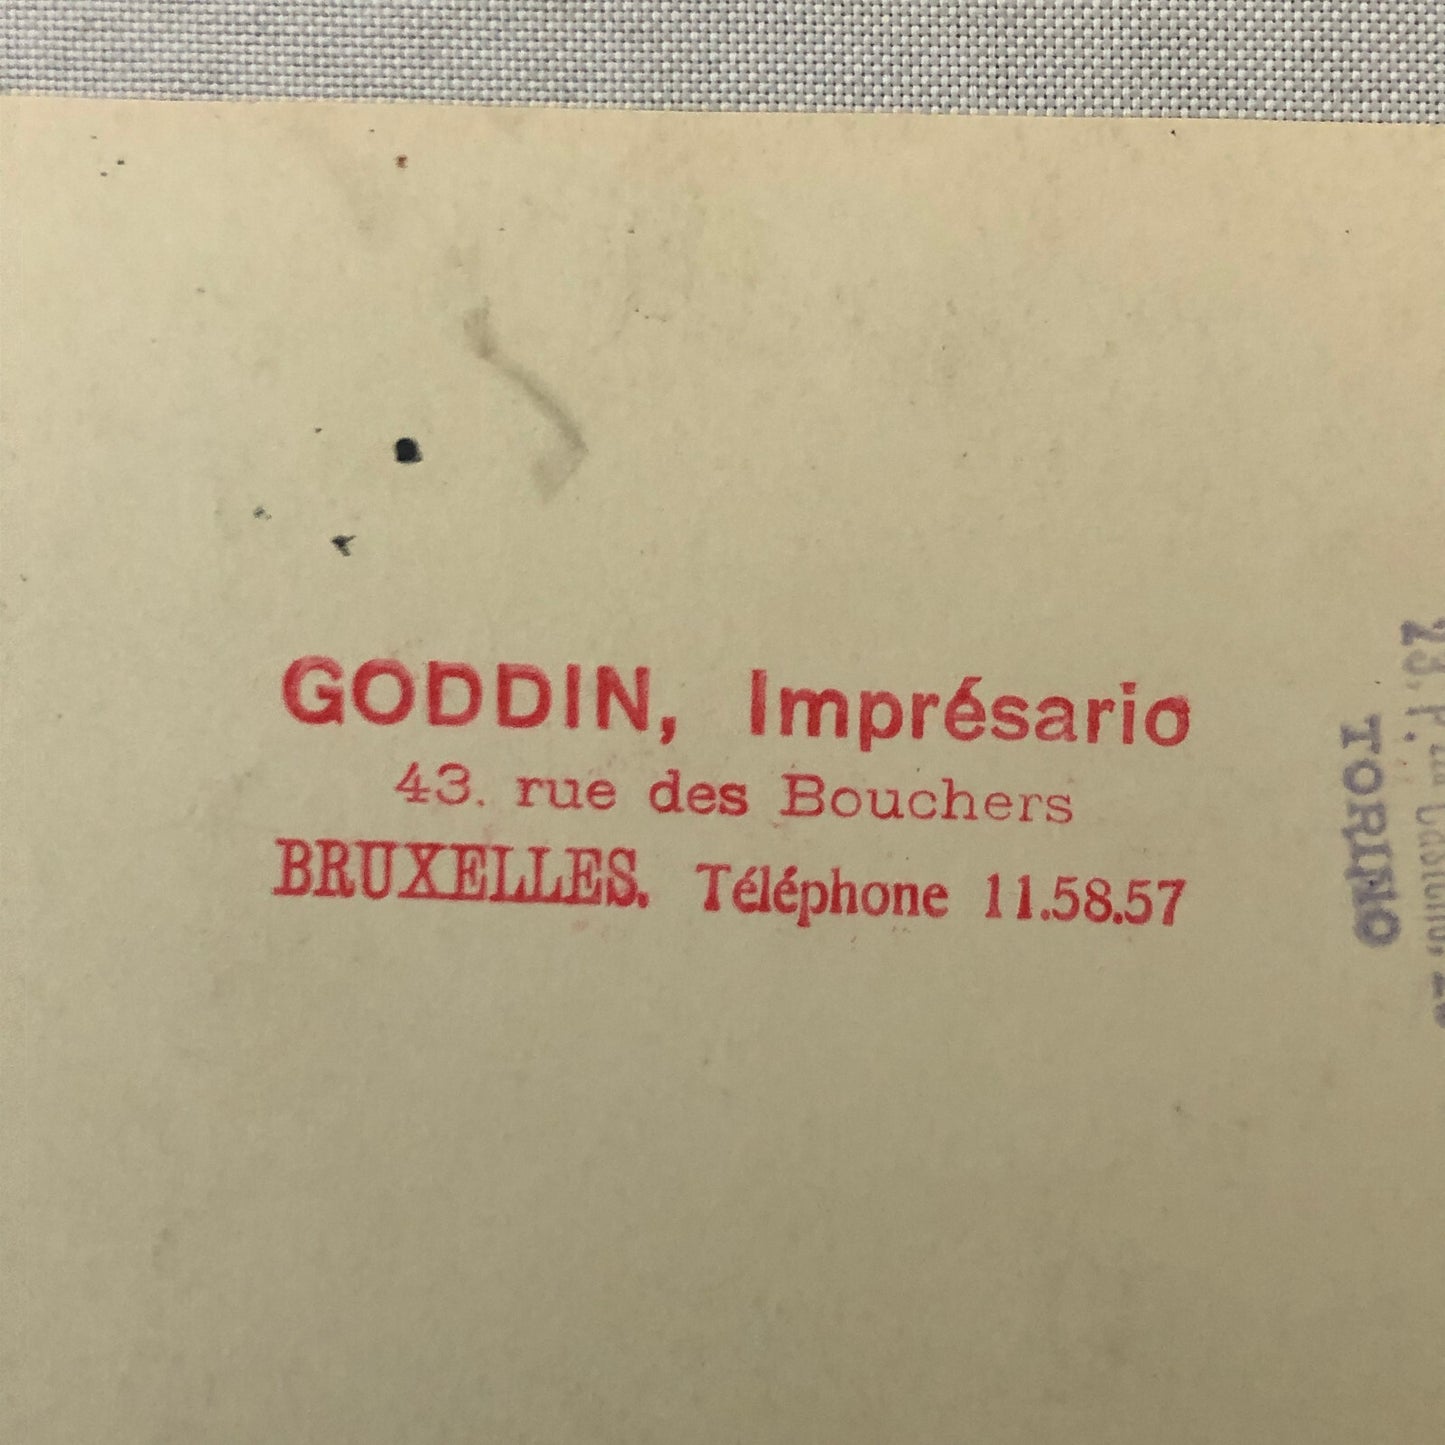 GODDIN, Imprésario
43. rue des Bouchers
BRUXELLES. Téléphone 11.58.57
TORINO